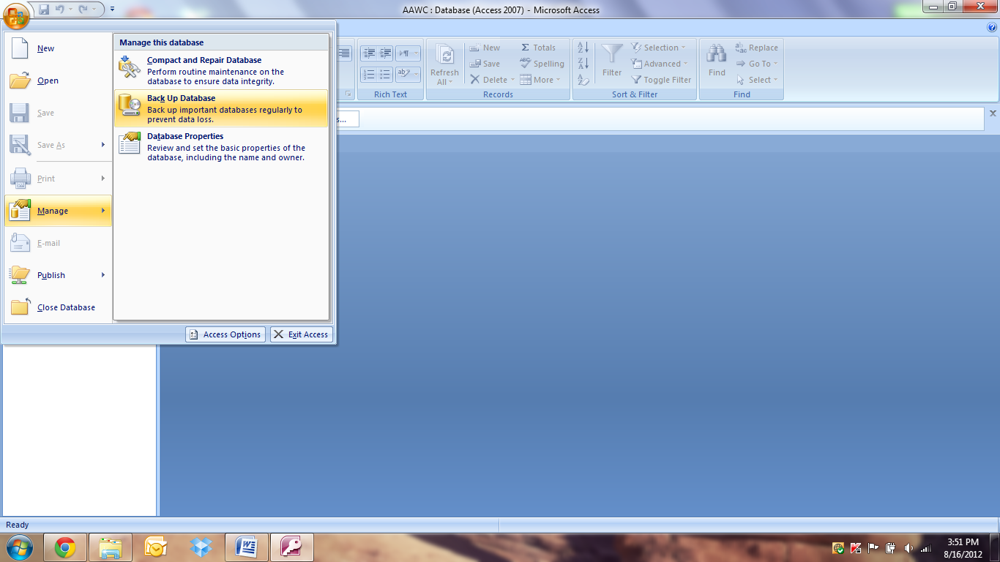 AAWC : Database (Access 2007) - Microsoft Access
New
Open
Save
Save As
Print
Manage
E-mail
Publish
Close Database
Manage this database
Compact and Repair Database
Perform routine maintenance on the
database to ensure data integrity.
Back Up Database
Back up important databases regularly to
prevent data loss.
Database Properties
Review and set the basic properties of the
database, including the name and owner.
Access Options
Exit Access
Rich Text
Refresh
All
New
Save
Delete
Totals
Spelling
More
Records
Filter
Selection
Advanced
Toggle Filter
Sort & Filter
Find
Replace
Go To
Select
Find
s...
Ready
3:51 PM
8/16/2012